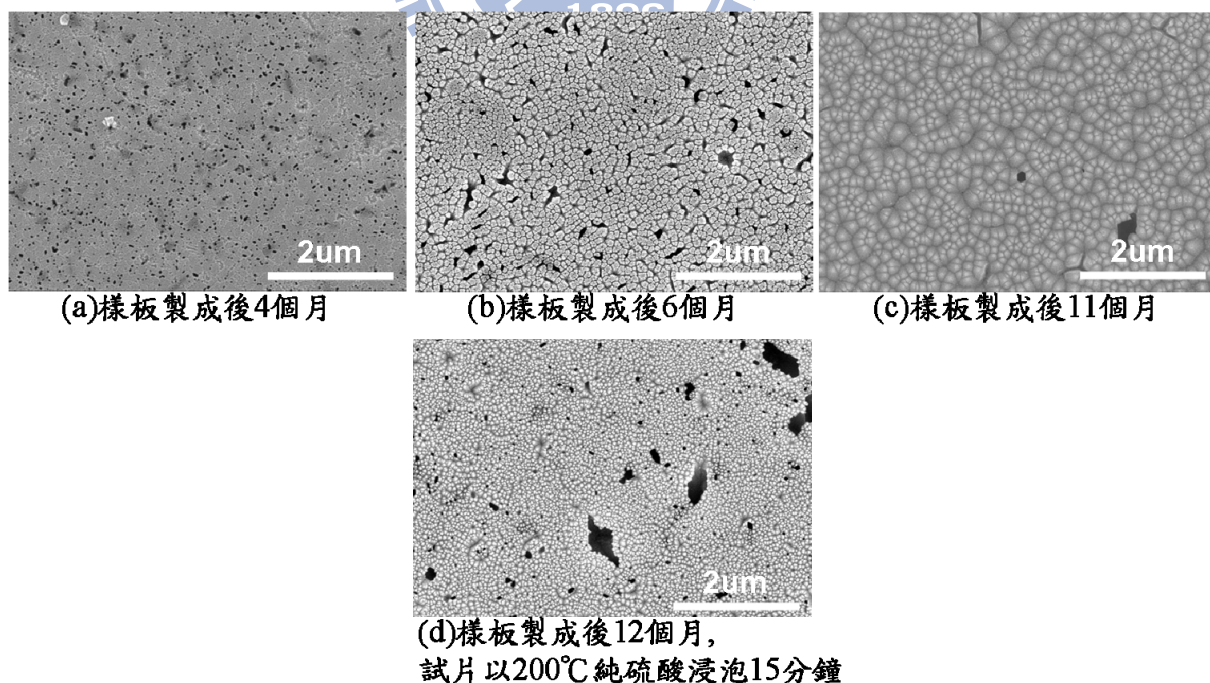 1896
2um
2um
2um
(a)樣板製成後4個月
(b)樣板製成後6個月
(c)樣板製成後11個月
2um
(d)樣板製成後12個月,
試片以200℃純硫酸浸泡15分鐘